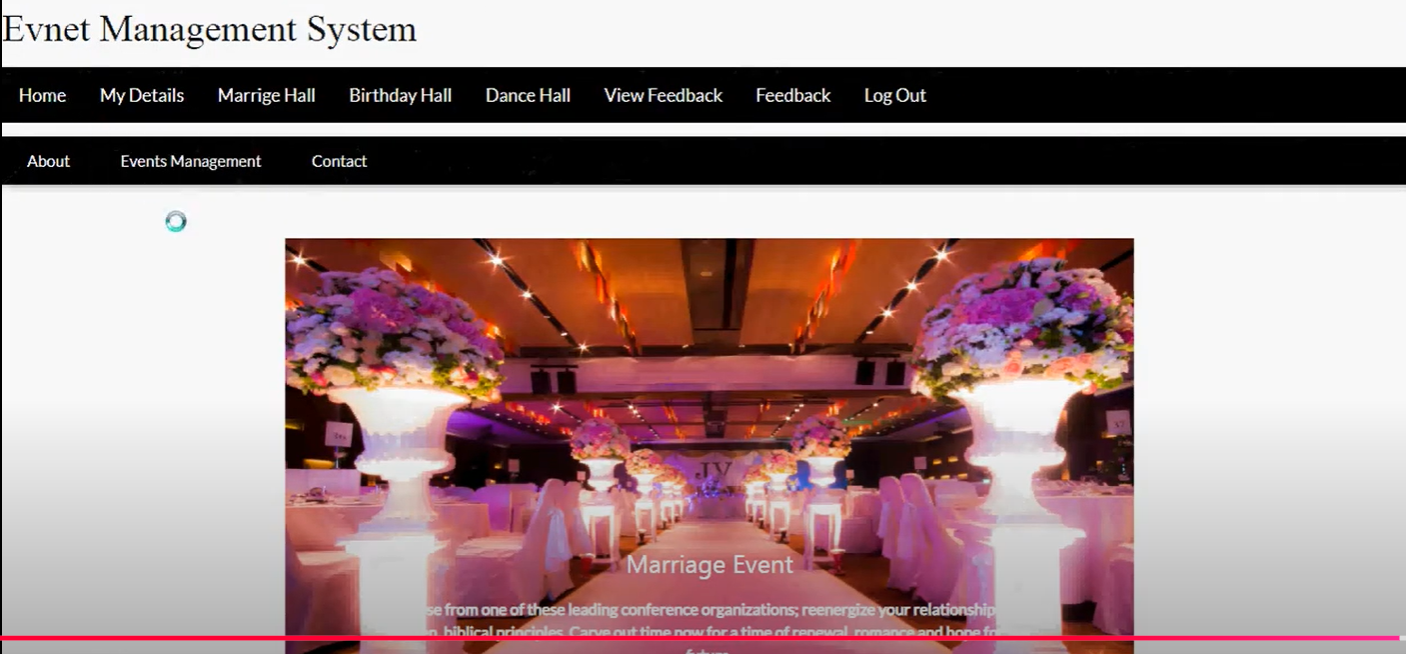 Evnet Management System
Home My Details Marrige Hall Birthday Hall Dance Hall View Feedback Feedback Log Out
About Events Management Contact
JV
Marriage Event
se from one of these leading conference organizations; reenergize your relationship
biblical principles. Carve out time now for a time of renewal, romance and hope
future